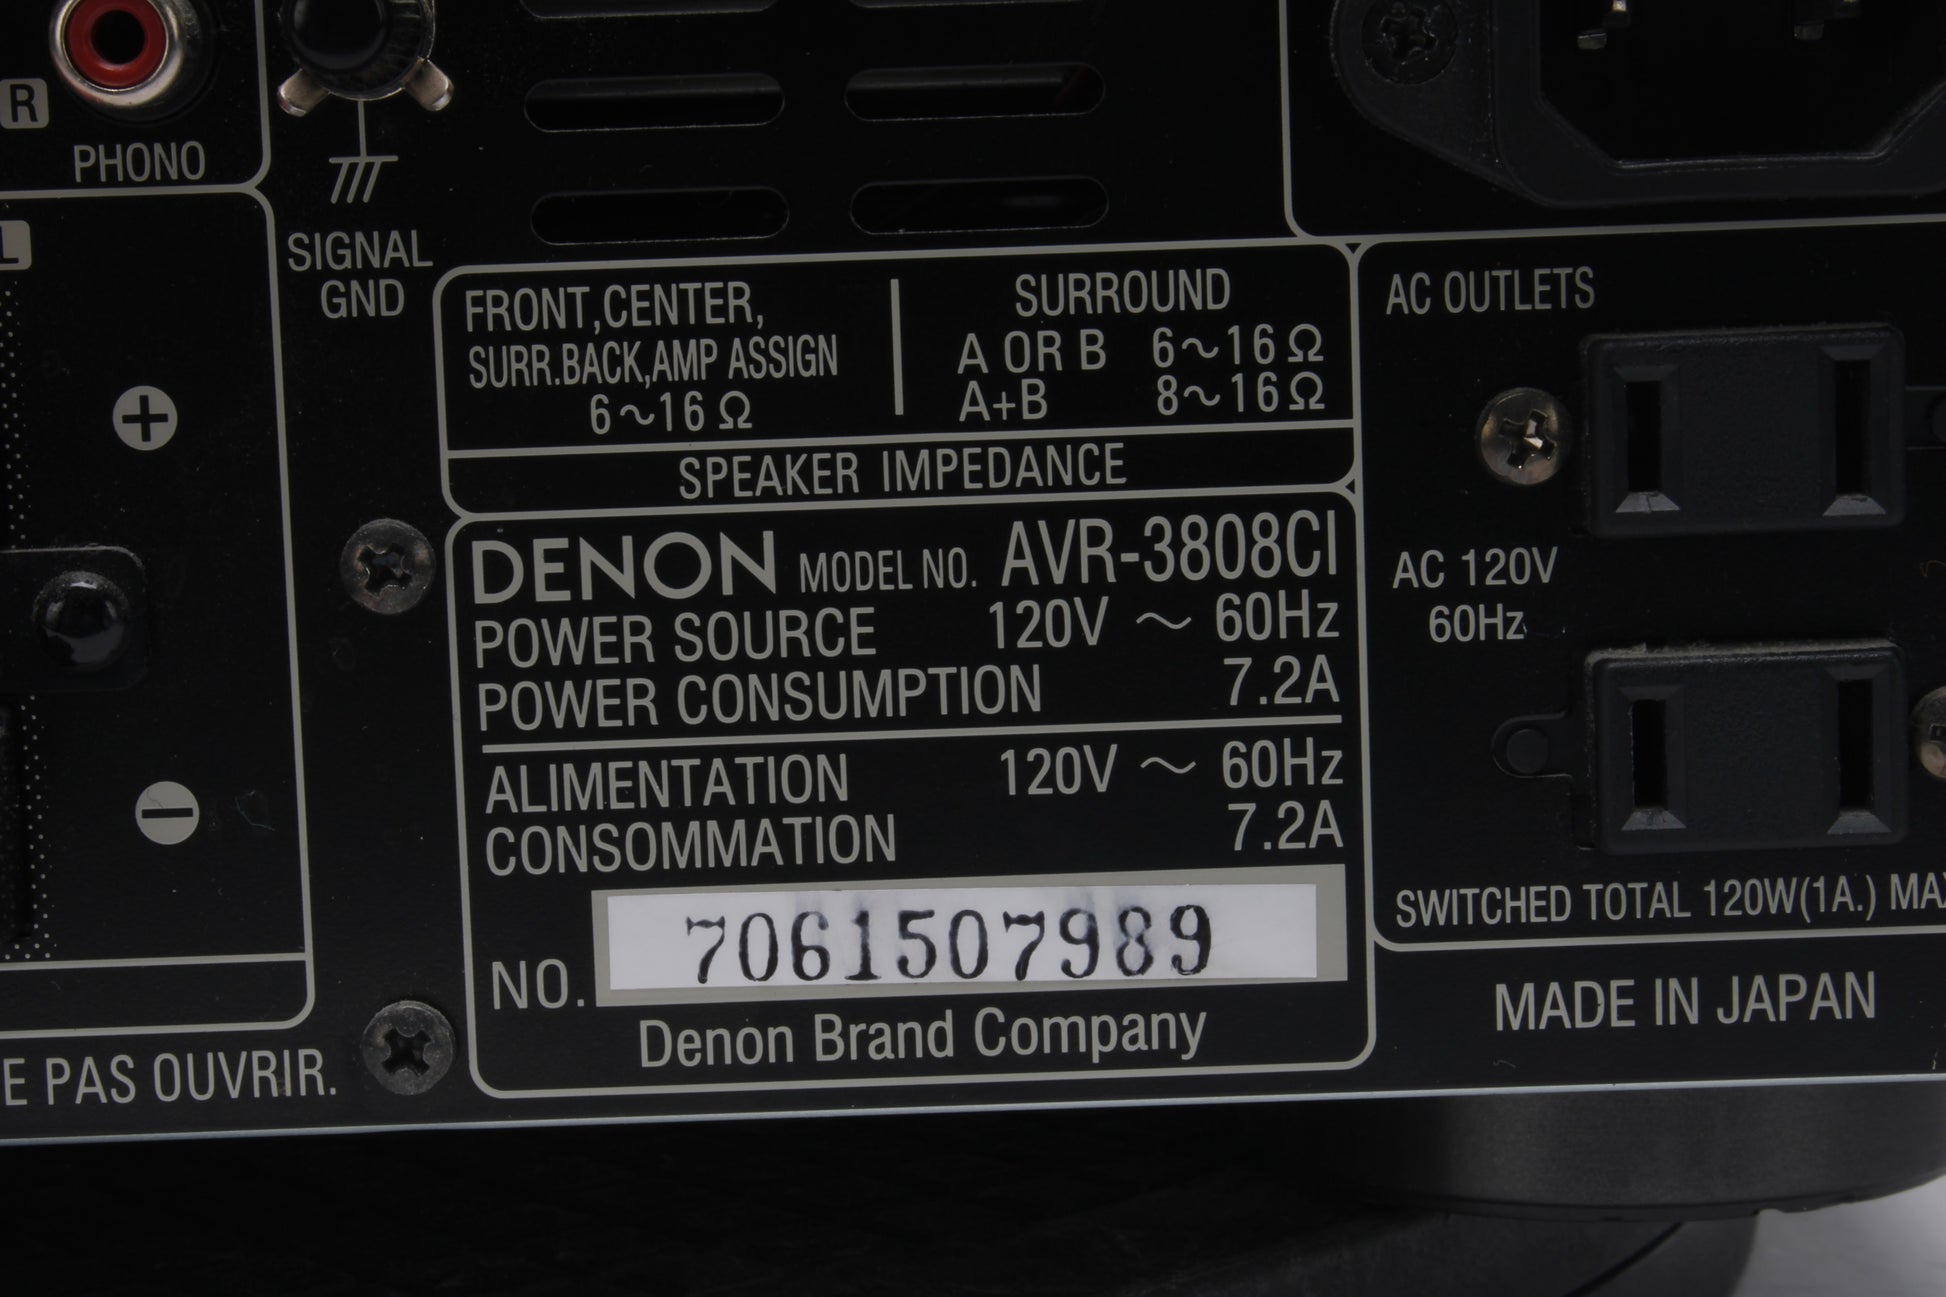 R
PHONO
L
SIGNAL
GND
FRONT,CENTER,
SURR.BACK,AMP ASSIGN
6~16Ω
SURROUND
A OR B 6~16Ω
A+B 8~16Ω
SPEAKER IMPEDANCE
DENON MODEL NO. AVR-3808CI
POWER SOURCE 120V ~ 60Hz
POWER CONSUMPTION 7.2A
ALIMENTATION 120V ~ 60Hz
CONSOMMATION 7.2A
NO. 7061507989
Denon Brand Company
AC OUTLETS
AC 120V
60Hz
SWITCHED TOTAL 120W(1A.) MAX
MADE IN JAPAN
E PAS OUVRIR.